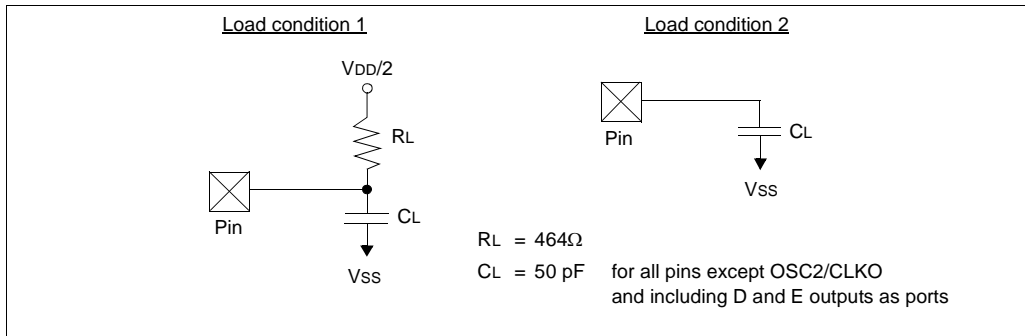 Load condition 1
VDD/2
RL
Pin
CL
VSS
Load condition 2
Pin
CL
VSS
RL = 464Ω
CL = 50 pF for all pins except OSC2/CLKO
and including D and E outputs as ports